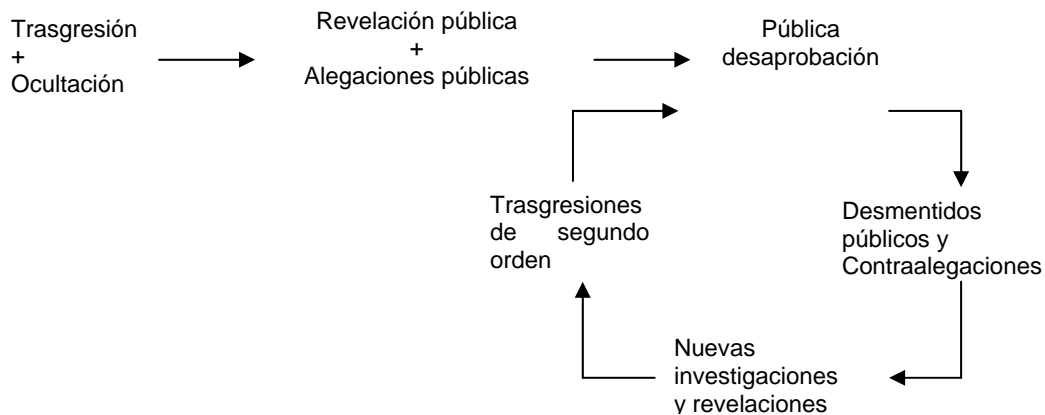 Trasgresión
+
Ocultación
Revelación pública
+
Alegaciones públicas
Pública
desaprobación
Trasgresiones
de segundo
orden
Desmentidos
públicos y
Contraalegaciones
Nuevas
investigaciones
y revelaciones